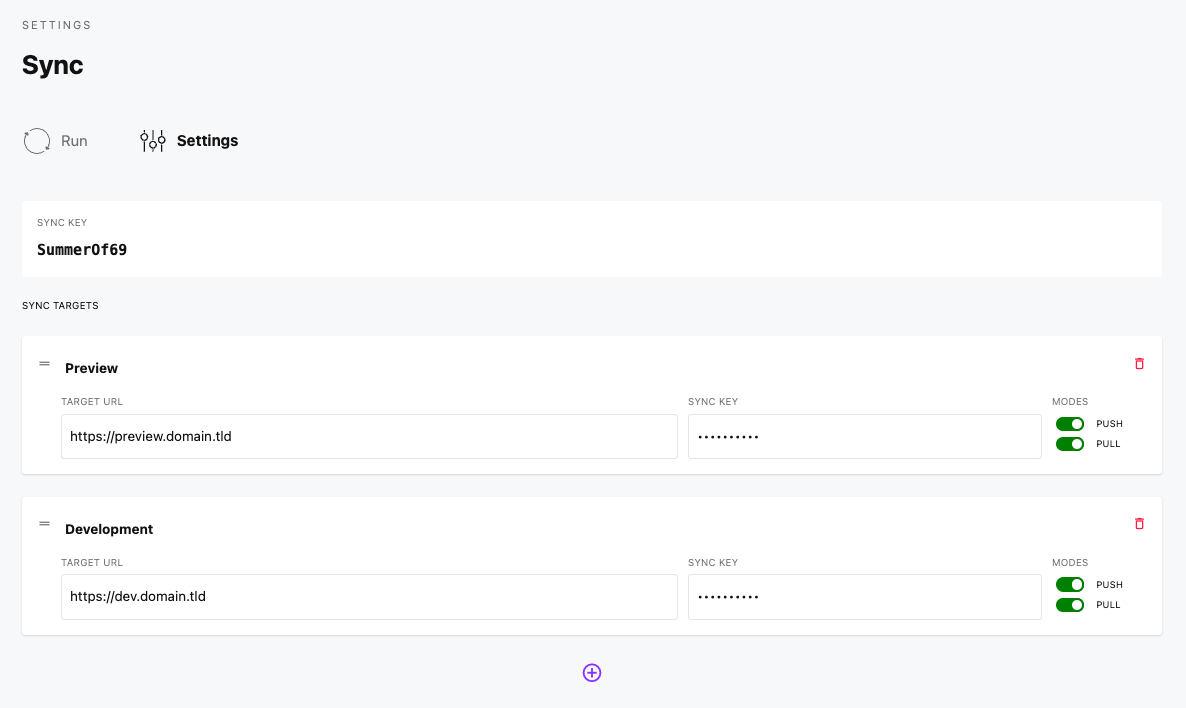 SETTINGS
Sync
Run
Settings
SYNC KEY
SummerOf69
SYNC TARGETS
Preview
TARGET URL
SYNC KEY
MODES
https://preview.domain.tld
••••••••••
PUSH
PULL
Development
TARGET URL
SYNC KEY
MODES
https://dev.domain.tld
••••••••••
PUSH
PULL